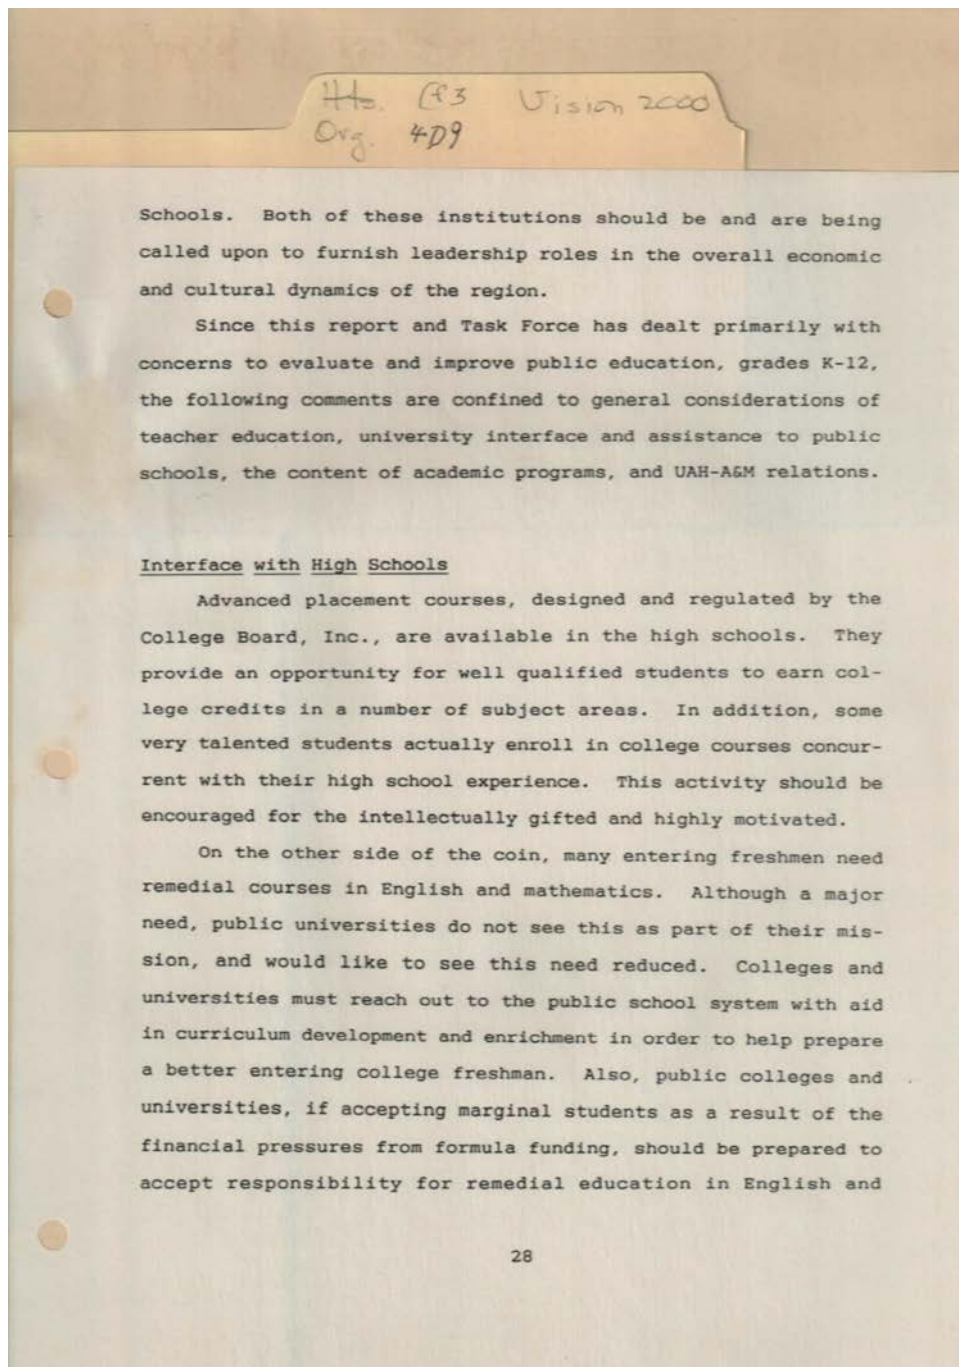 Hts. Cf3 Vision 2000
Org. 4D9
Schools. Both of these institutions should be and are being
called upon to furnish leadership roles in the overall economic
and cultural dynamics of the region.
Since this report and Task Force has dealt primarily with
concerns to evaluate and improve public education, grades K-12,
the following comments are confined to general considerations of
teacher education, university interface and assistance to public
schools, the content of academic programs, and UAH-A&M relations.
Interface with High Schools
Advanced placement courses, designed and regulated by the
College Board, Inc., are available in the high schools. They
provide an opportunity for well qualified students to earn col-
lege credits in a number of subject areas. In addition, some
very talented students actually enroll in college courses concur-
rent with their high school experience. This activity should be
encouraged for the intellectually gifted and highly motivated.
On the other side of the coin, many entering freshmen need
remedial courses in English and mathematics. Although a major
need, public universities do not see this as part of their mis-
sion, and would like to see this need reduced. Colleges and
universities must reach out to the public school system with aid
in curriculum development and enrichment in order to help prepare
a better entering college freshman. Also, public colleges and
universities, if accepting marginal students as a result of the
financial pressures from formula funding, should be prepared to
accept responsibility for remedial education in English and
28